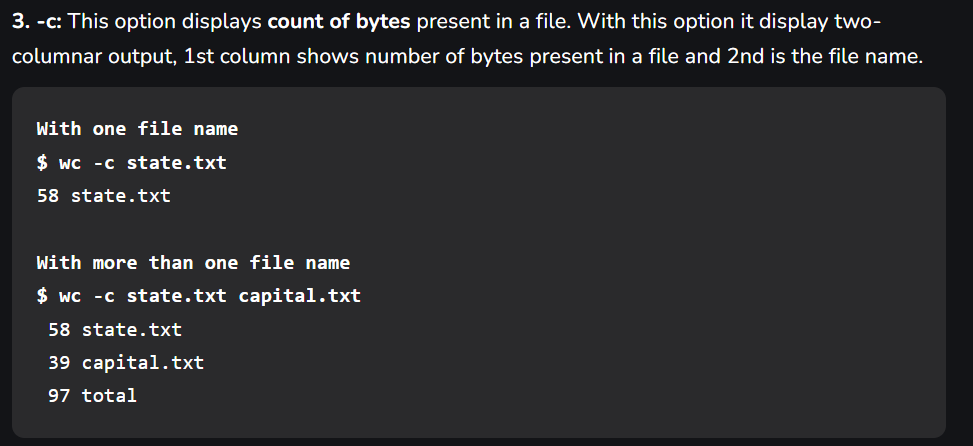 3. -c: This option displays count of bytes present in a file. With this option it display two-
columnar output, 1st column shows number of bytes present in a file and 2nd is the file name.
With one file name
$ wc -c state.txt
58 state.txt
With more than one file name
$ wc -c state.txt capital.txt
58 state.txt
39 capital.txt
97 total